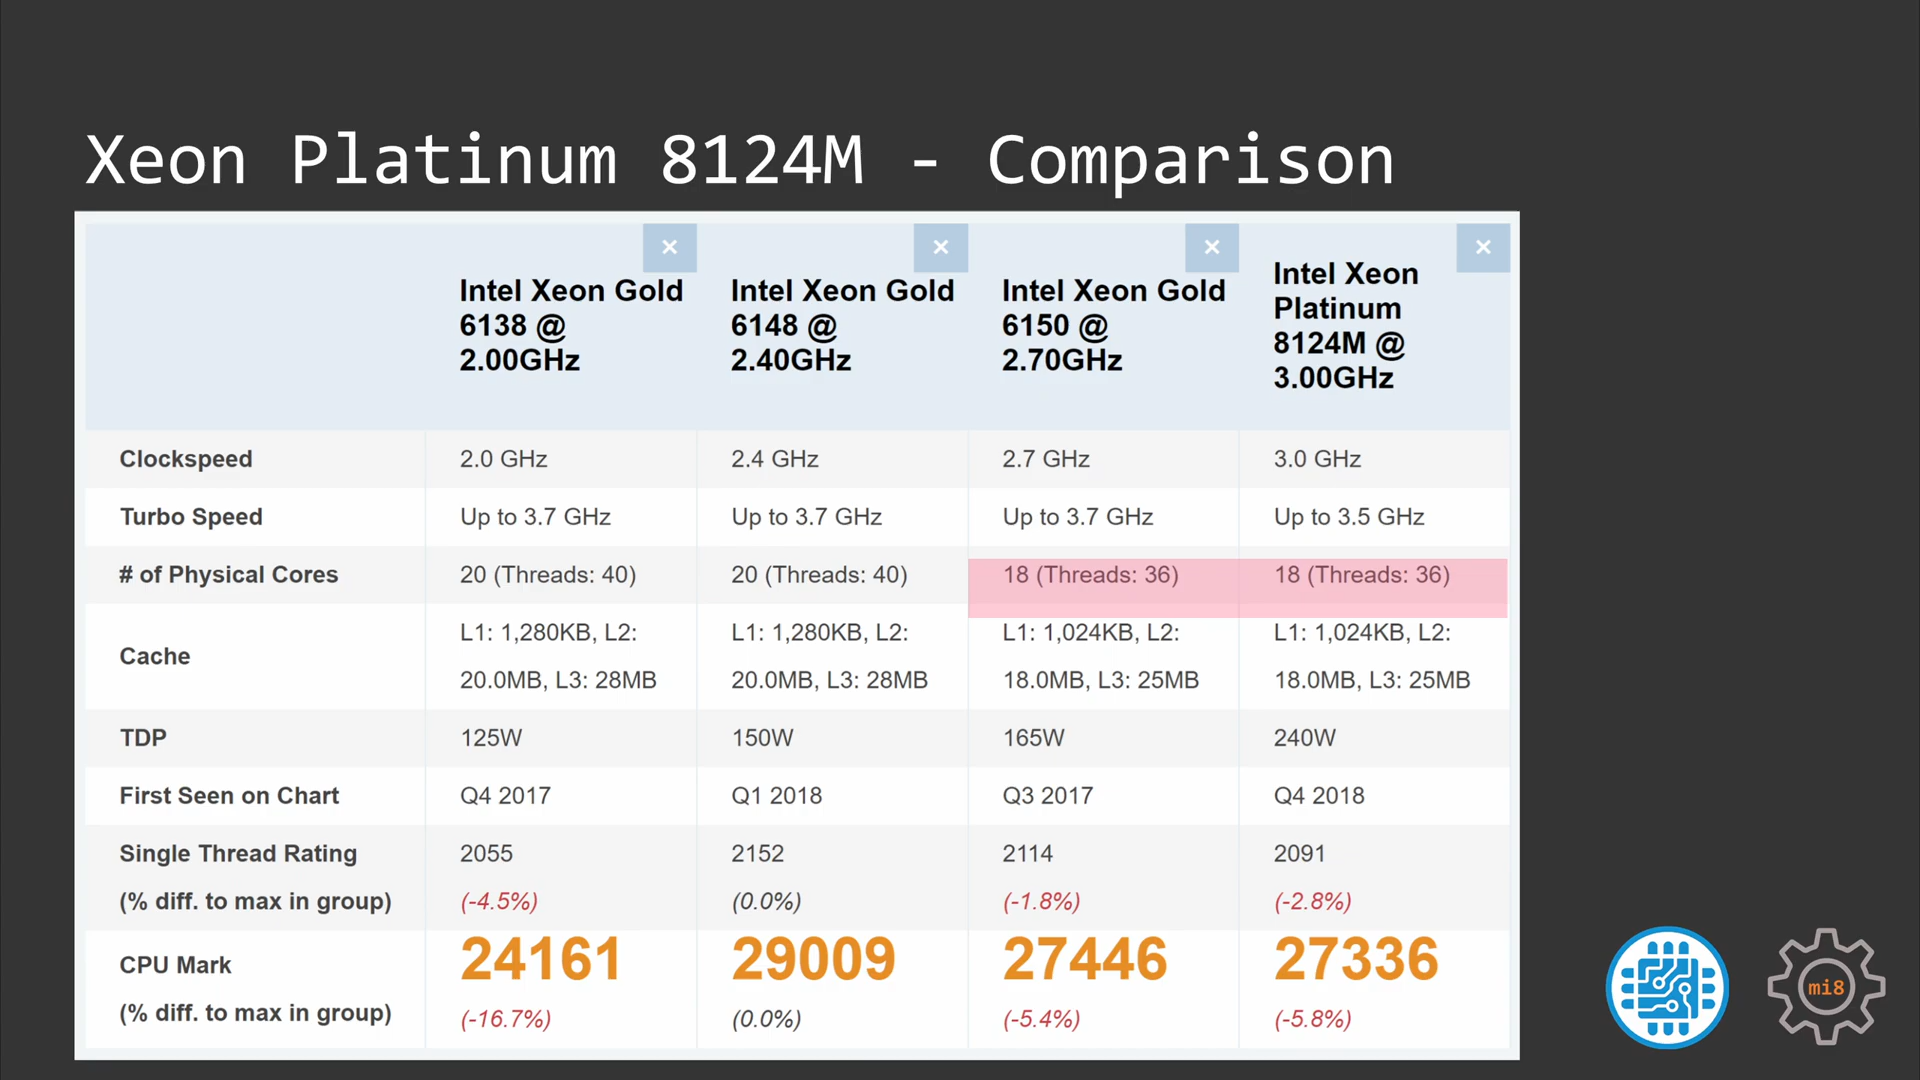 Xeon Platinum 8124M - Comparison
×
×
×
×
Intel Xeon Gold
6138 @
2.00GHz
Intel Xeon Gold
6148 @
2.40GHz
Intel Xeon Gold
6150 @
2.70GHz
Intel Xeon
Platinum
8124M @
3.00GHz
Clockspeed
2.0 GHz
2.4 GHz
2.7 GHz
3.0 GHz
Turbo Speed
Up to 3.7 GHz
Up to 3.7 GHz
Up to 3.7 GHz
Up to 3.5 GHz
# of Physical Cores
20 (Threads: 40)
20 (Threads: 40)
18 (Threads: 36)
18 (Threads: 36)
Cache
L1: 1,280KB, L2:
20.0MB, L3: 28MB
L1: 1,280KB, L2:
20.0MB, L3: 28MB
L1: 1,024KB, L2:
18.0MB, L3: 25MB
L1: 1,024KB, L2:
18.0MB, L3: 25MB
TDP
125W
150W
165W
240W
First Seen on Chart
Q4 2017
Q1 2018
Q3 2017
Q4 2018
Single Thread Rating
(% diff. to max in group)
2055
(-4.5%)
2152
(0.0%)
2114
(-1.8%)
2091
(-2.8%)
CPU Mark
(% diff. to max in group)
24161
(-16.7%)
29009
(0.0%)
27446
(-5.4%)
27336
(-5.8%)
mi8